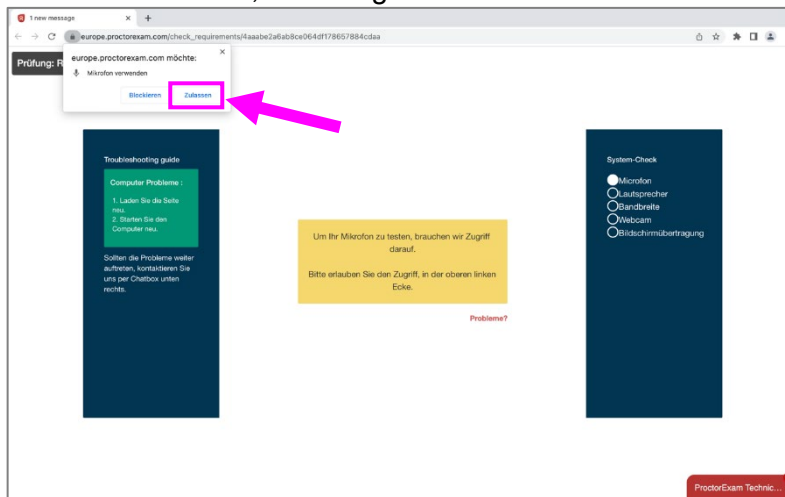 1 new message
europe.proctorexam.com/check_requirements/4aaabe2a6ab8ce064df178657884cdaa
Prüfung: R
europe.proctorexam.com möchte:
Mikrofon verwenden
Blockieren Zulassen
Troubleshooting guide
Computer Probleme :
1. Laden Sie die Seite
neu.
2. Starten Sie den
Computer neu.
Sollten die Probleme weiter
auftreten, kontaktieren Sie
uns per Chatbox unten
rechts.
Um Ihr Mikrofon zu testen, brauchen wir Zugriff
darauf.
Bitte erlauben Sie den Zugriff, in der oberen linken
Ecke.
Probleme?
System-Check
Microfon
Lautsprecher
Bandbreite
Webcam
Bildschirmübertragung
ProctorExam Technic...